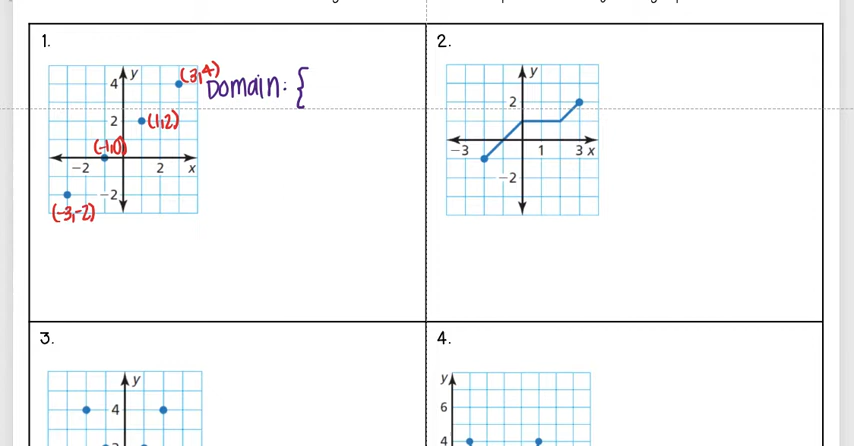 1.
y
4
(3,4)
Domain: {
2
(1,2)
(-1,0)
−2
2
x
−2
(-3,-2)
2.
y
2
−3
1
3 x
−2
3.
y
4
4.
y
6
4